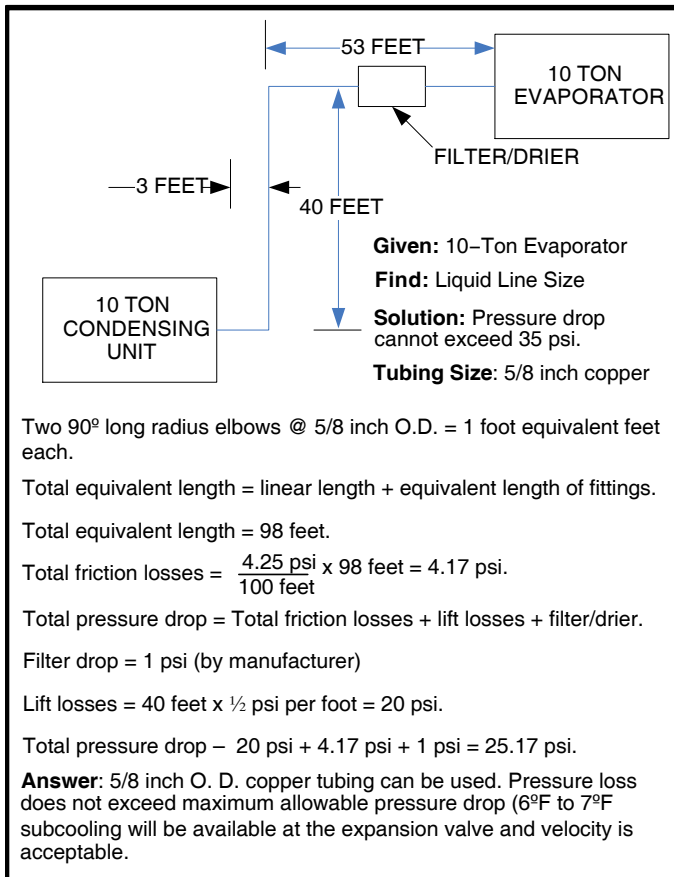 53 FEET
10 TON
EVAPORATOR
FILTER/DRIER
3 FEET
40 FEET
Given: 10–Ton Evaporator
Find: Liquid Line Size
10 TON
CONDENSING
UNIT
Solution: Pressure drop
cannot exceed 35 psi.
Tubing Size: 5/8 inch copper
Two 90º long radius elbows @ 5/8 inch O.D. = 1 foot equivalent feet
each.
Total equivalent length = linear length + equivalent length of fittings.
Total equivalent length = 98 feet.
Total friction losses = 4.25 psi x 98 feet = 4.17 psi.
100 feet
Total pressure drop = Total friction losses + lift losses + filter/drier.
Filter drop = 1 psi (by manufacturer)
Lift losses = 40 feet x ½ psi per foot = 20 psi.
Total pressure drop – 20 psi + 4.17 psi + 1 psi = 25.17 psi.
Answer: 5/8 inch O. D. copper tubing can be used. Pressure loss
does not exceed maximum allowable pressure drop (6ºF to 7ºF
subcooling will be available at the expansion valve and velocity is
acceptable.